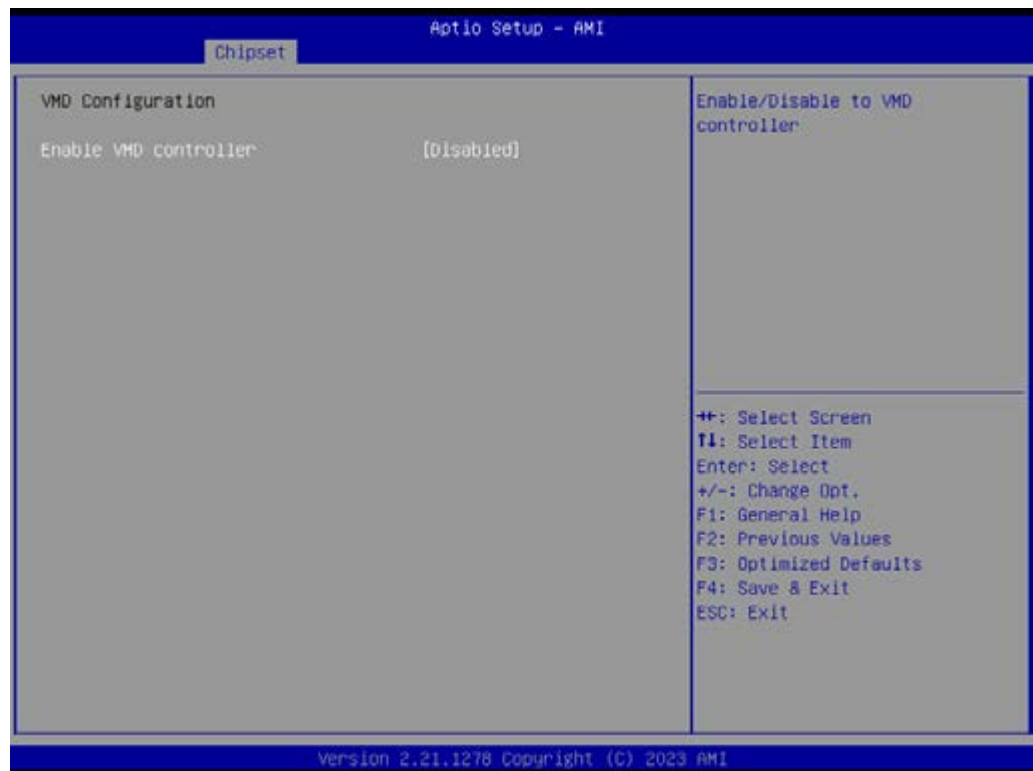 Aptio Setup - AMI
Chipset
VMD Configuration
Enable VMD controller [Disabled]
Enable/Disable to VMD
controller
→←: Select Screen
↑↓: Select Item
Enter: Select
+/-: Change Opt.
F1: General Help
F2: Previous Values
F3: Optimized Defaults
F4: Save & Exit
ESC: Exit
Version 2.21.1278 Copyright (C) 2023 AMI